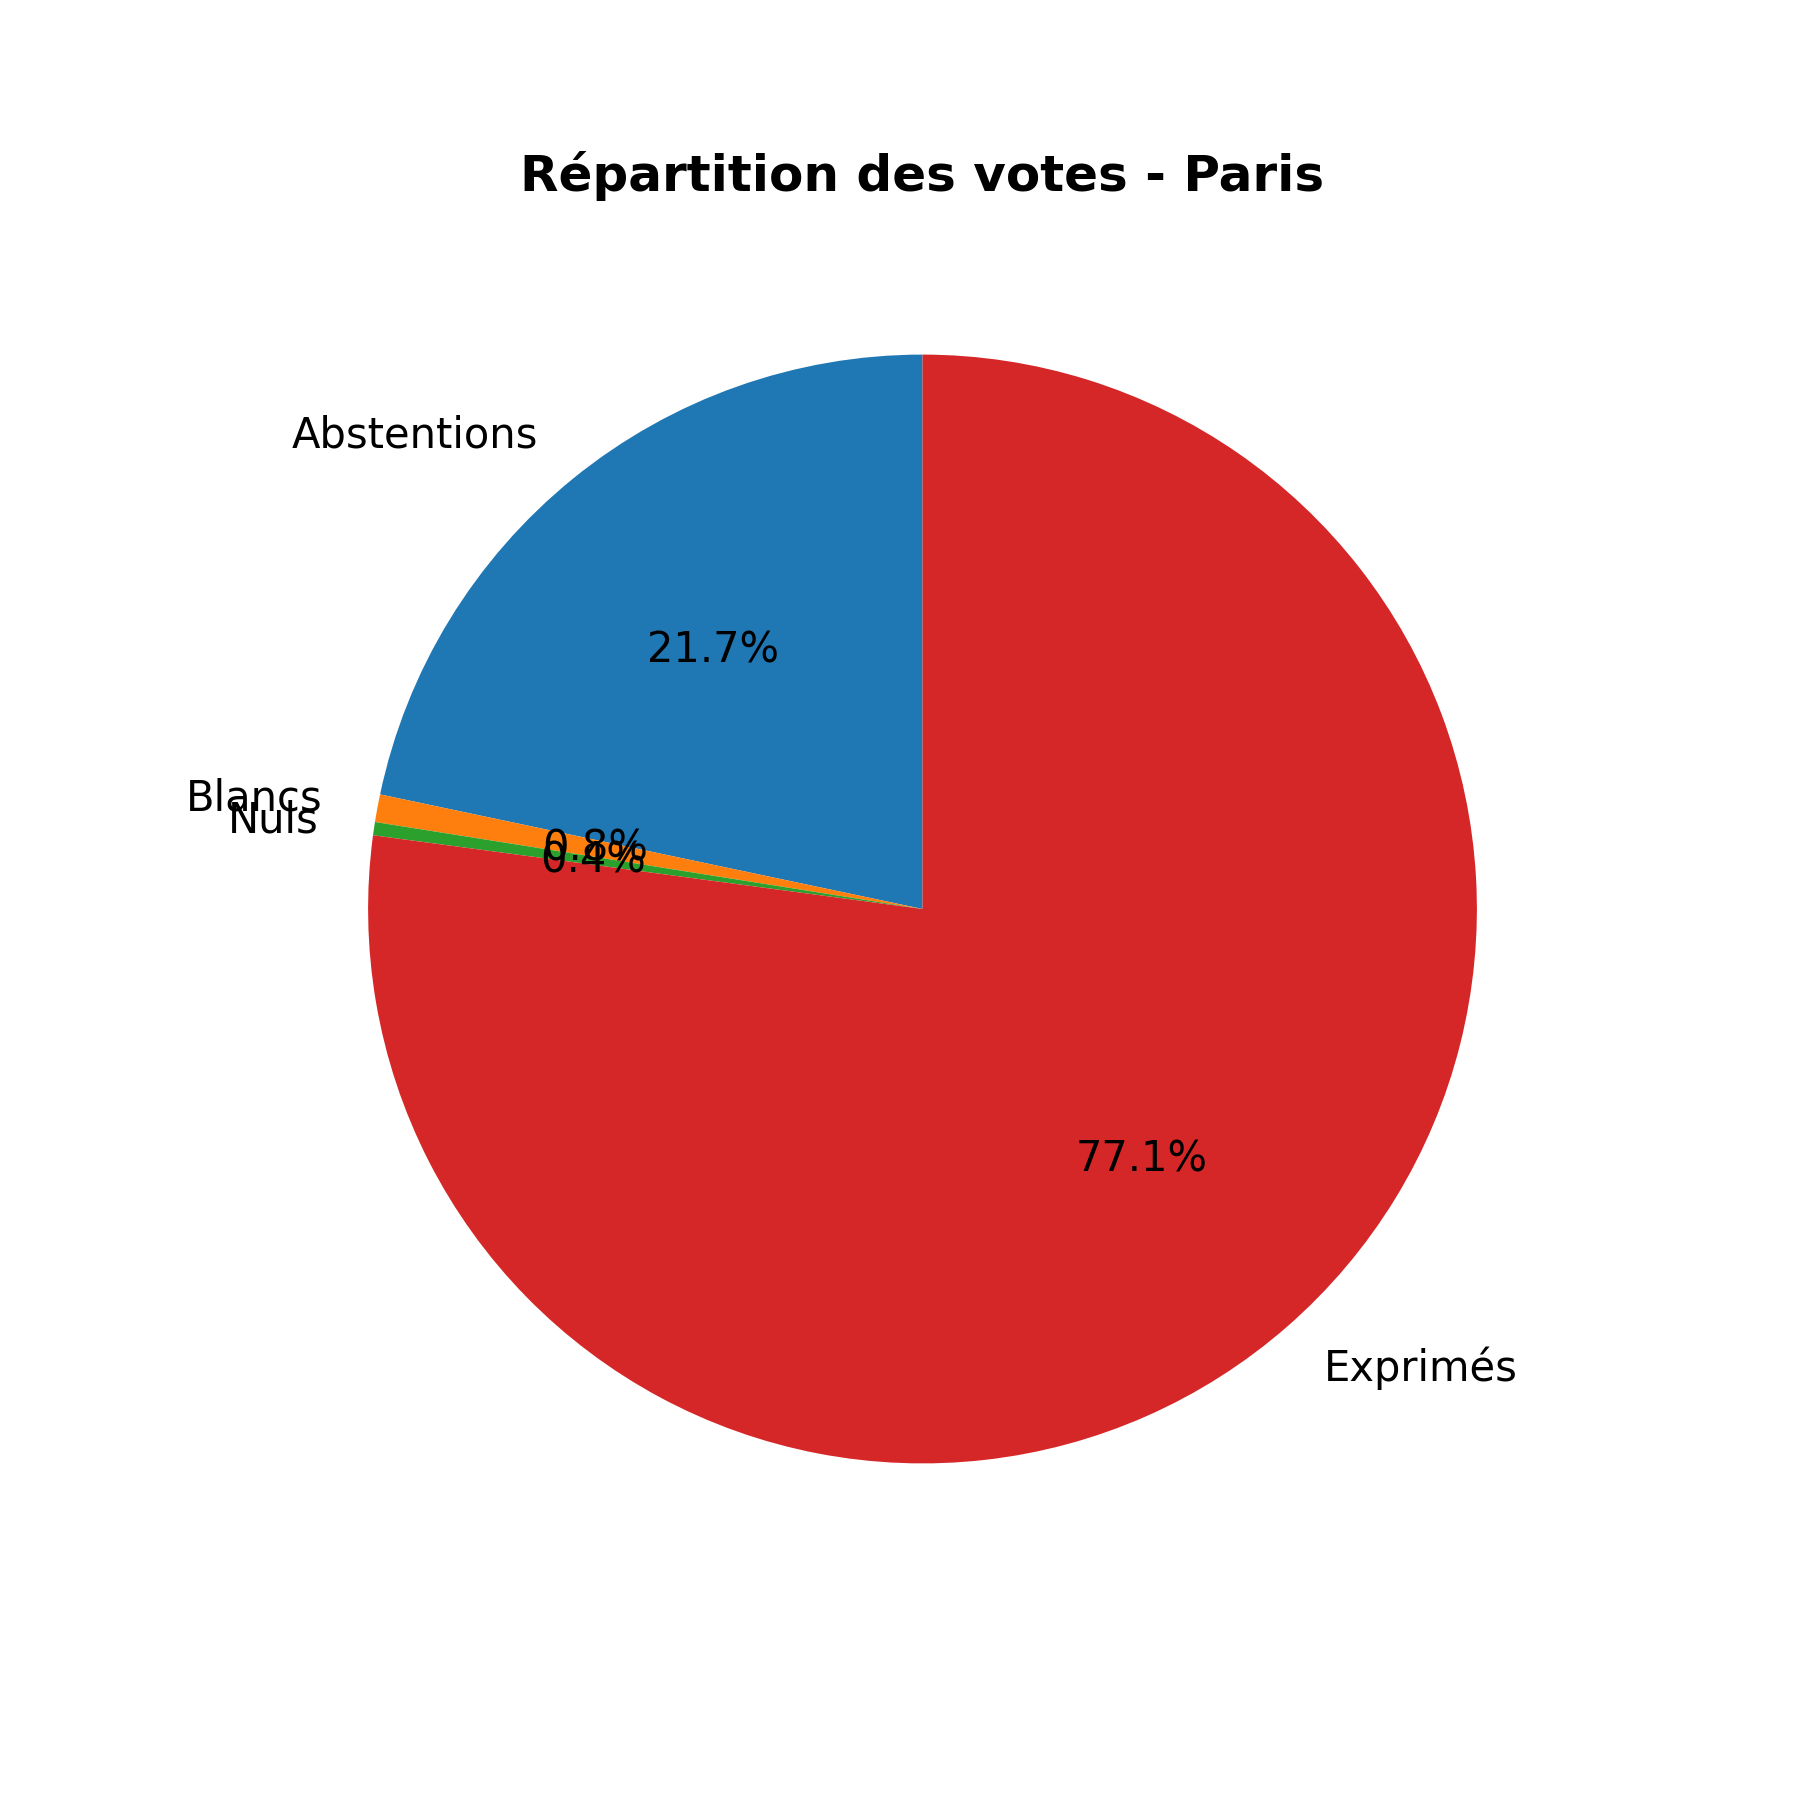 Répartition des votes - Paris
Abstentions
21.7%
Blancs
0.8%
Nuls
0.4%
77.1%
Exprimés